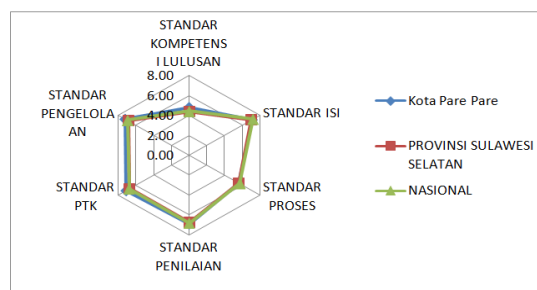 STANDAR
KOMPETENS
I LULUSAN
8.00
6.00
4.00
2.00
0.00
STANDAR ISI
STANDAR
PROSES
STANDAR
PENILAIAN
STANDAR
PTK
STANDAR
PENGELOLA
AN
Kota Pare Pare
PROVINSI SULAWESI
SELATAN
NASIONAL